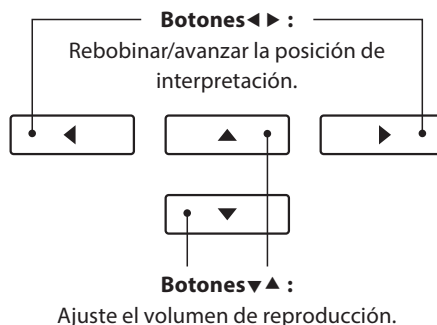 Botones◀ ▶ :
Rebobinar/avanzar la posición de
interpretación.
Botones▼▲ :
Ajuste el volumen de reproducción.